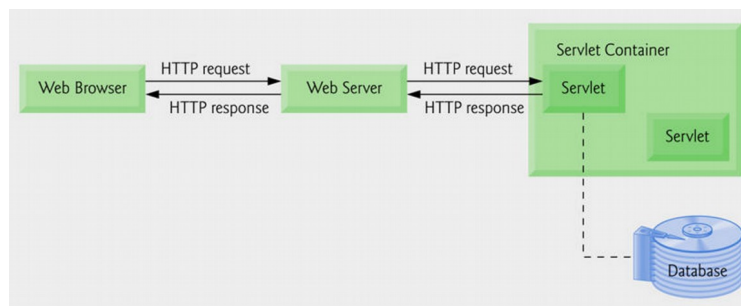 Servlet Container
HTTP request
HTTP request
Web Browser
Web Server
Servlet
HTTP response
HTTP response
Servlet
Database